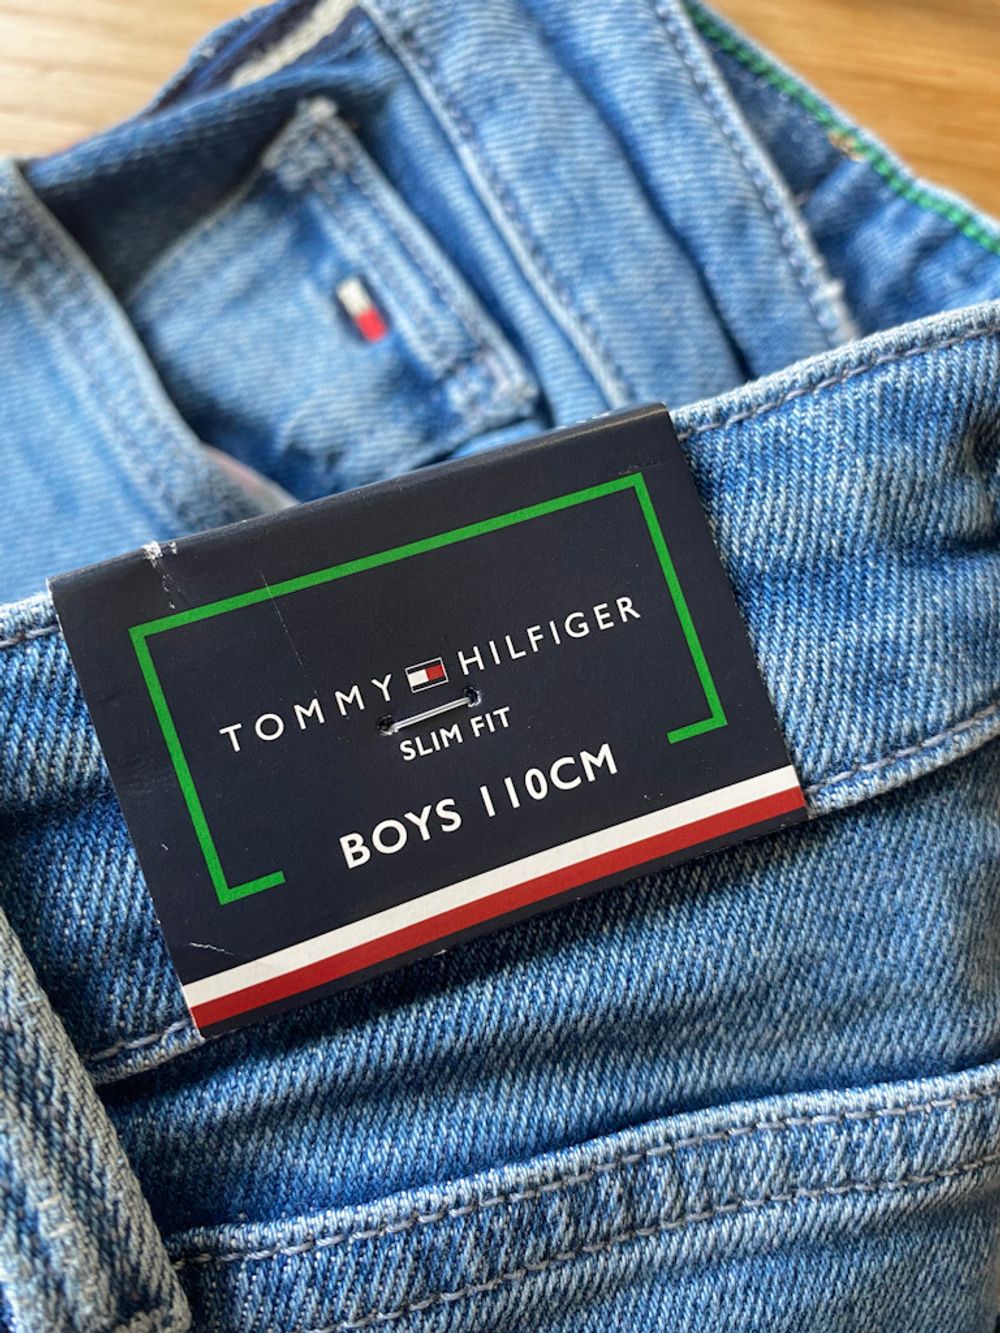 TOMMY HILFIGER
SLIM FIT
BOYS 110CM